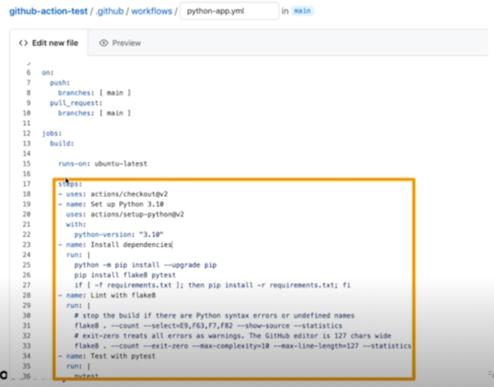 github-action-test / .github / workflows / python-app.yml in main
<> Edit new file Preview
6 on:
7 push:
8 branches: [ main ]
9 pull_request:
10 branches: [ main ]
11
12 jobs:
13 build:
14
15 runs-on: ubuntu-latest
16
17 steps:
18 - uses: actions/checkout@v2
19 - name: Set up Python 3.10
20 uses: actions/setup-python@v2
21 with:
22 python-version: "3.10"
23 - name: Install dependencies
24 run: |
25 python -m pip install --upgrade pip
26 pip install flake8 pytest
27 if [ -f requirements.txt ]; then pip install -r requirements.txt; fi
28 - name: Lint with flake8
29 run: |
30 # stop the build if there are Python syntax errors or undefined names
31 flake8 . --count --select=E9,F63,F7,F82 --show-source --statistics
32 # exit-zero treats all errors as warnings. The GitHub editor is 127 chars wide
33 flake8 . --count --exit-zero --max-complexity=10 --max-line-length=127 --statistics
34 - name: Test with pytest
35 run: |
36 pytest